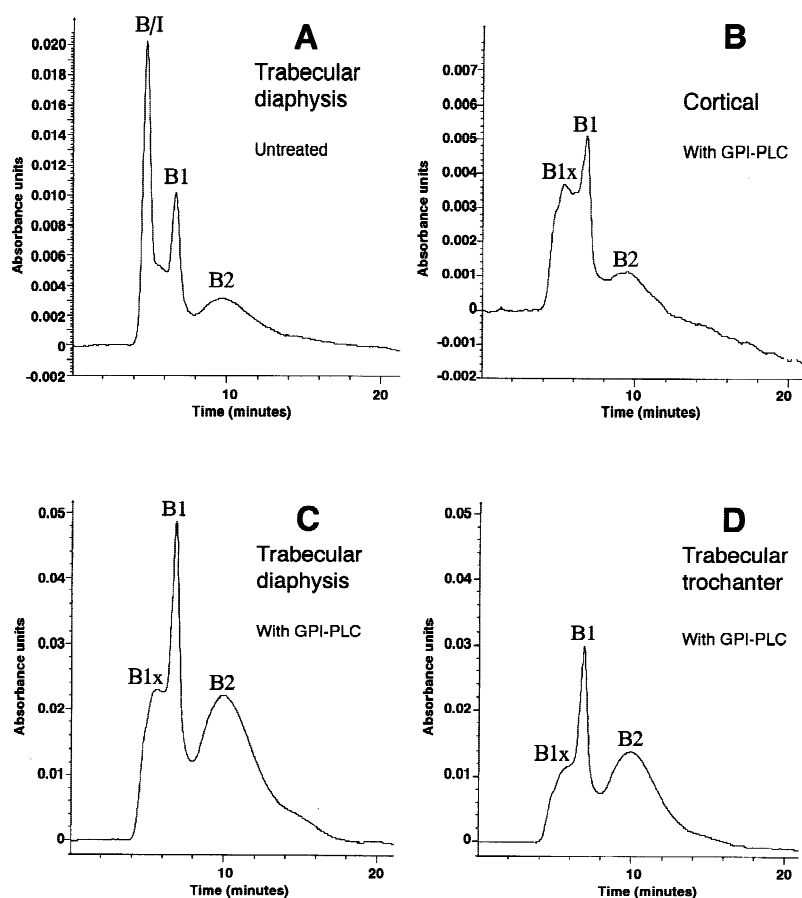 A
Trabecular
diaphysis
Untreated
B/I
B1
B2
Absorbance units
0.020
0.018
0.016
0.014
0.012
0.010
0.008
0.006
0.004
0.002
0
-0.002
10
20
Time (minutes)
B
Cortical
With GPI-PLC
B1x
B1
B2
Absorbance units
0.007
0.006
0.005
0.004
0.003
0.002
0.001
0
-0.001
-0.002
10
20
Time (minutes)
C
Trabecular
diaphysis
With GPI-PLC
B1
B1x
B2
Absorbance units
0.05
0.04
0.03
0.02
0.01
0
10
20
Time (minutes)
D
Trabecular
trochanter
With GPI-PLC
B1
B1x
B2
Absorbance units
0.05
0.04
0.03
0.02
0.01
0
10
20
Time (minutes)